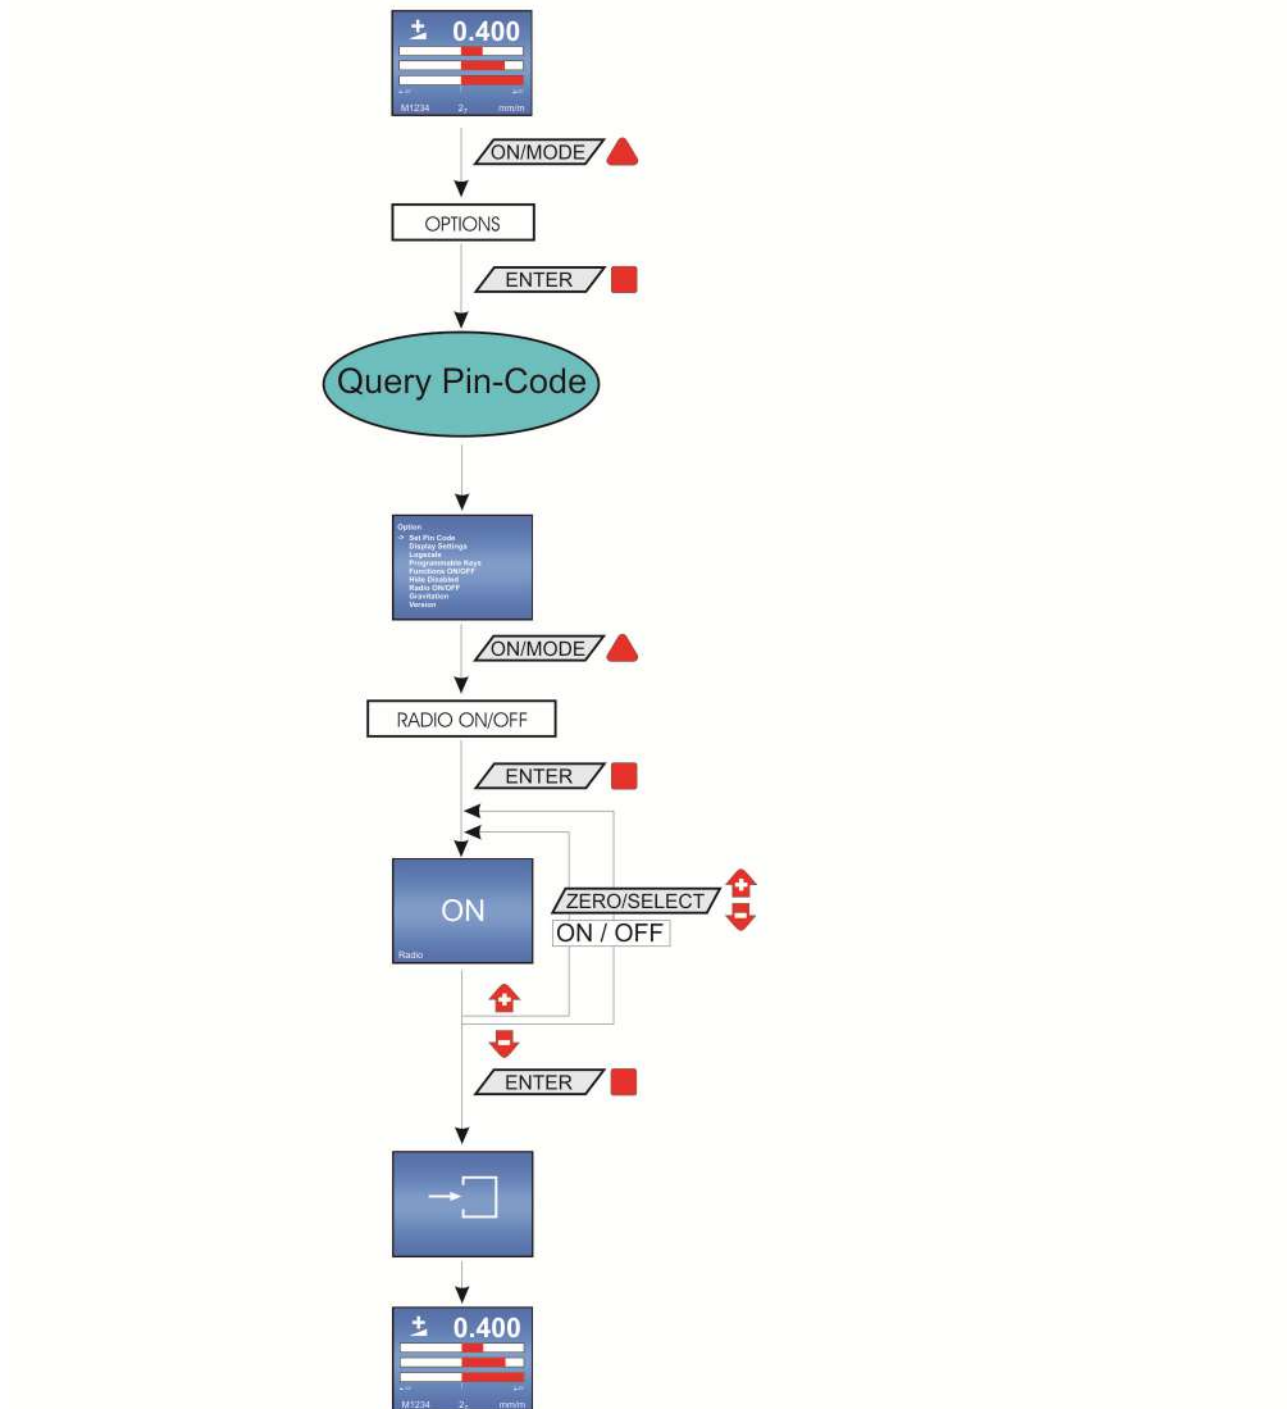 0.400
M1234 2₇ mm/m
ON/MODE
OPTIONS
ENTER
Query Pin-Code
Option
-> Set Pin Code
Display Settings
Logscale
Programmable Keys
Functions ON/OFF
Hide Disabled
Radio ON/OFF
Gravitation
Version
ON/MODE
RADIO ON/OFF
ENTER
ON
Radio
ZERO/SELECT
ON / OFF
ENTER
0.400
M1234 2₇ mm/m